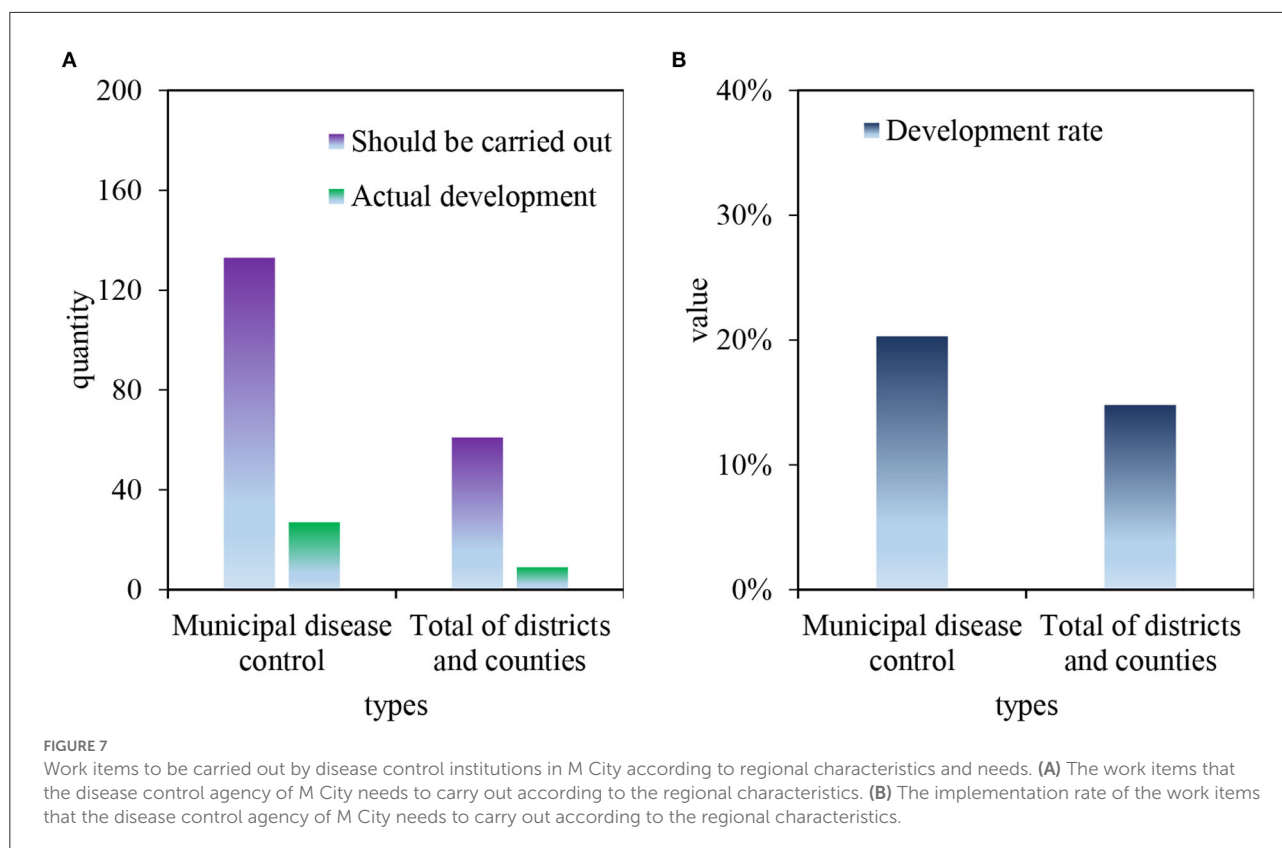 A
200
160
120
80
40
0
quantity
Should be carried out
Actual development
Municipal disease
control
Total of districts
and counties
types
B
40%
30%
20%
10%
0%
value
Development rate
Municipal disease
control
Total of districts
and counties
types
FIGURE 7
Work items to be carried out by disease control institutions in M City according to regional characteristics and needs. (A) The work items that
the disease control agency of M City needs to carry out according to the regional characteristics. (B) The implementation rate of the work items
that the disease control agency of M City needs to carry out according to the regional characteristics.